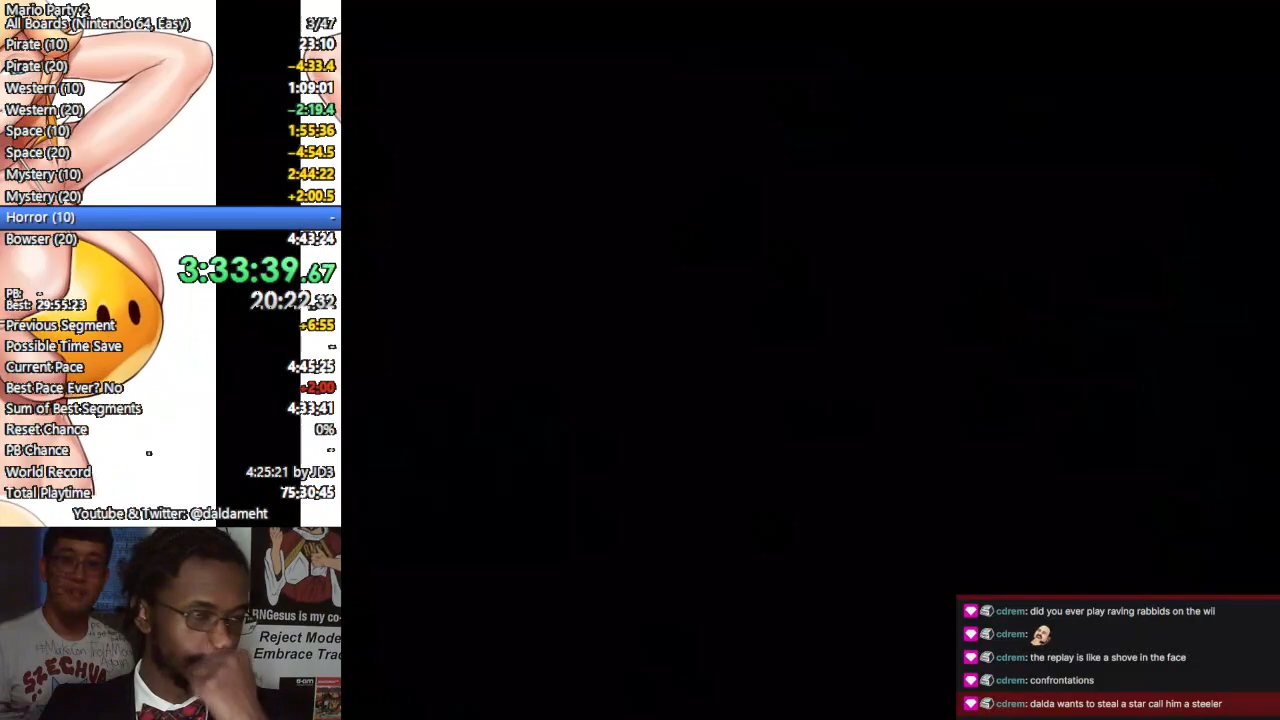 Mario Party 2
All Boards (Nintendo 64, Easy) 3/47
Pirate (10) 23:10
Pirate (20) −4:33.4
Western (10) 1:09:01
Western (20) −2:19.4
Space (10) 1:55:36
Space (20) −4:54.5
Mystery (10) 2:44:22
Mystery (20) +2:00.5
Horror (10) -
Bowser (20) 4:43:24
3:33:39.67
PB: -
20:22.32
Best: 29:55.23
Previous Segment +6:55
Possible Time Save -
Current Pace 4:45:25
Best Pace Ever? No +2:00
Sum of Best Segments 4:33:41
Reset Chance 0%
PB Chance -
World Record 4:25:21 by JD3
Total Playtime 75:30:45
Youtube & Twitter: @daldameht
RNGesus is my co-
Reject Mode
Embrace Trad
cdrem: did you ever play raving rabbids on the wii
cdrem:
cdrem: the replay is like a shove in the face
cdrem: confrontations
cdrem: dalda wants to steal a star call him a steeler